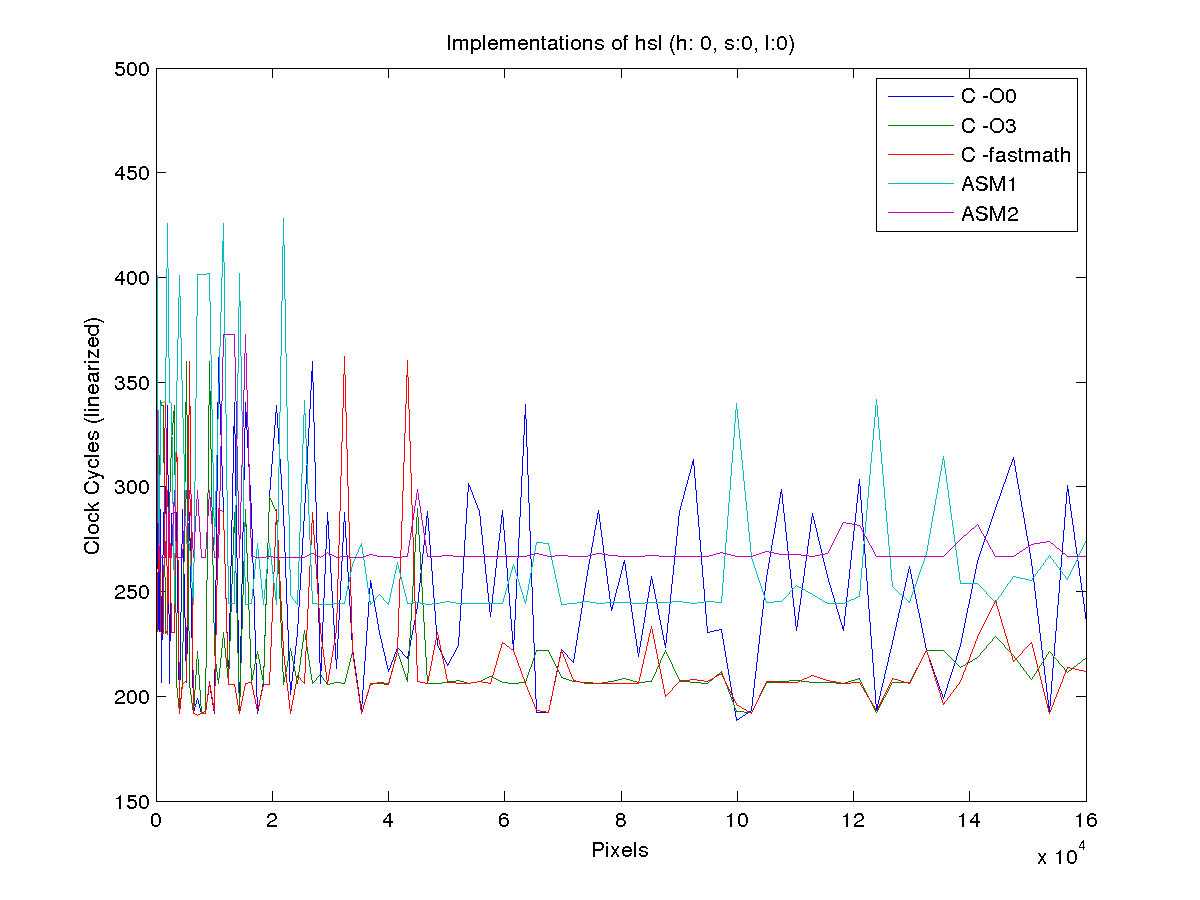 Implementations of hsl (h: 0, s:0, l:0)
500
450
400
350
300
250
200
150
Clock Cycles (linearized)
C -O0
C -O3
C -fastmath
ASM1
ASM2
0 2 4 6 8 10 12 14 16
Pixels
x 10^4